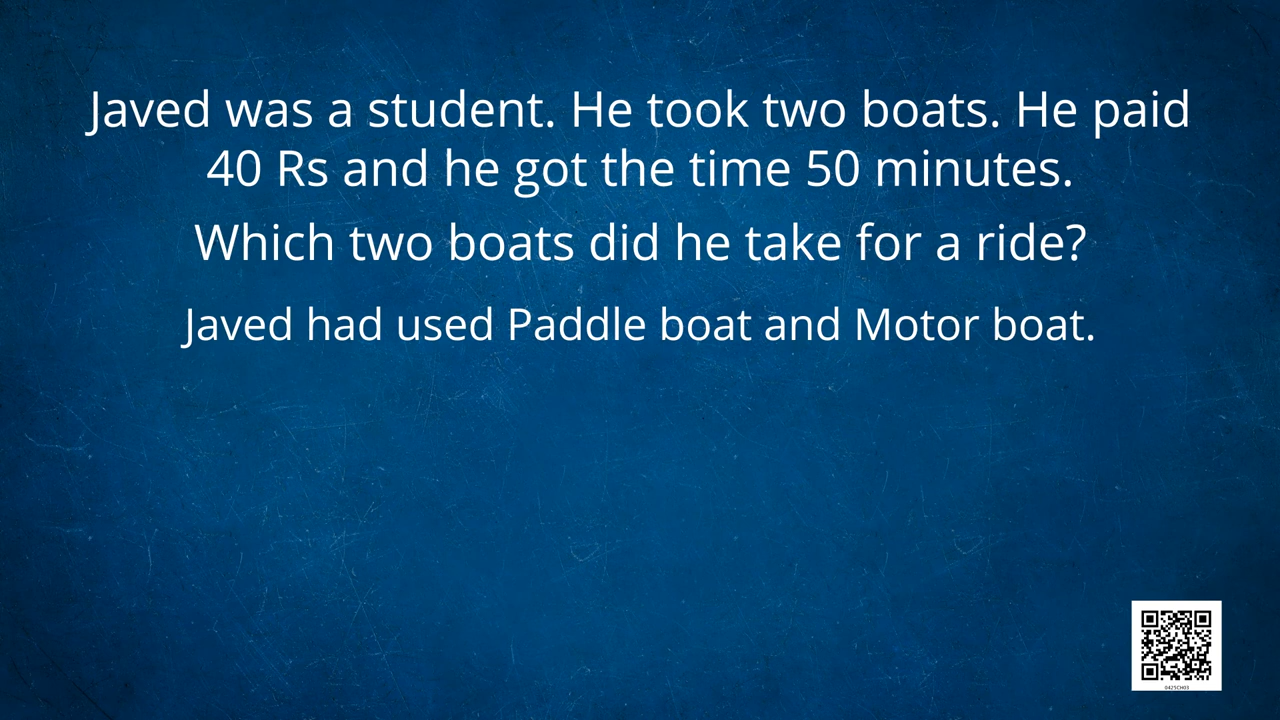 Javed was a student. He took two boats. He paid
40 Rs and he got the time 50 minutes.
Which two boats did he take for a ride?
Javed had used Paddle boat and Motor boat.
0425CH03